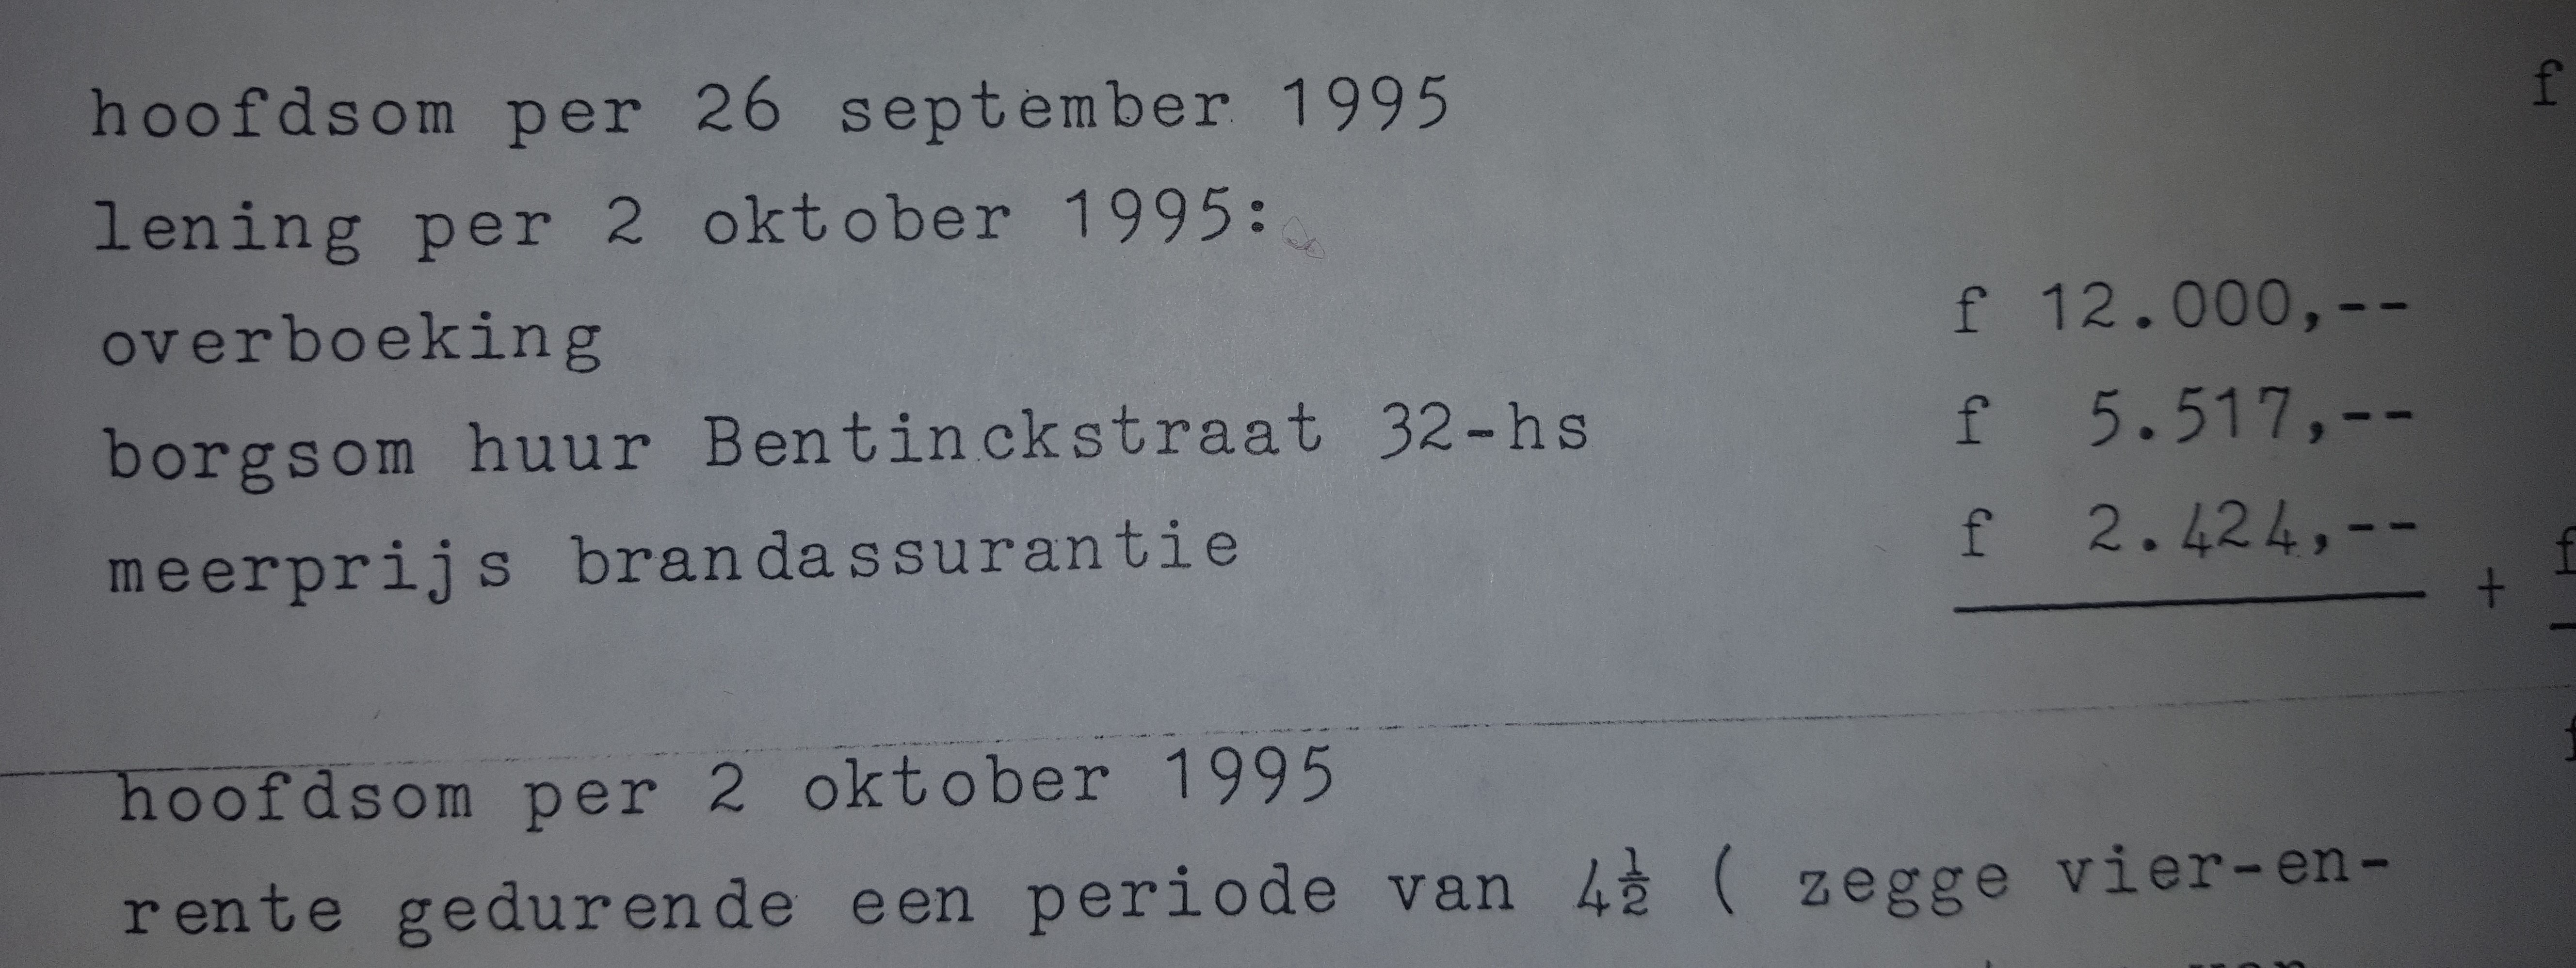 hoofdsom per 26 september 1995 f
lening per 2 oktober 1995:
overboeking f 12.000,--
borgsom huur Bentinckstraat 32-hs f 5.517,--
meerprijs brandassurantie f 2.424,-- + f
hoofdsom per 2 oktober 1995 f
rente gedurende een periode van 4½ ( zegge vier-en-